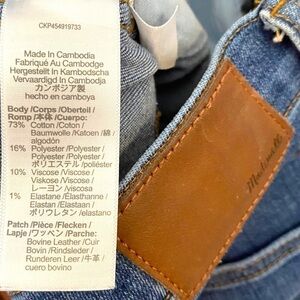 CKP454919733
Made In Cambodia
Fabriqué Au Cambodge
Hergestellt In Kambodscha
Vervaardigd In Cambodja
カンボジア製
hecho en camboya
Body /Corps /Oberteil /
Romp /本体 /Cuerpo:
73% Cotton /Coton /
Baumwolle /Katoen /綿 /
algodón
16% Polyester /Polyester /
Polyester /Polyester /
ポリエステル /poliéster
10% Viscose /Viscose /
Viskose /Viscose /
レーヨン /viscosa
1% Elastane /Élasthanne /
Elastan /Elastaan /
ポリウレタン /elastano
Patch /Pièce /Flecken /
Lapje /ワッペン /Parche:
Bovine Leather /Cuir
Bovin /Rindsleder /
Runderen Leer /牛革 /
cuero bovino
Madewell